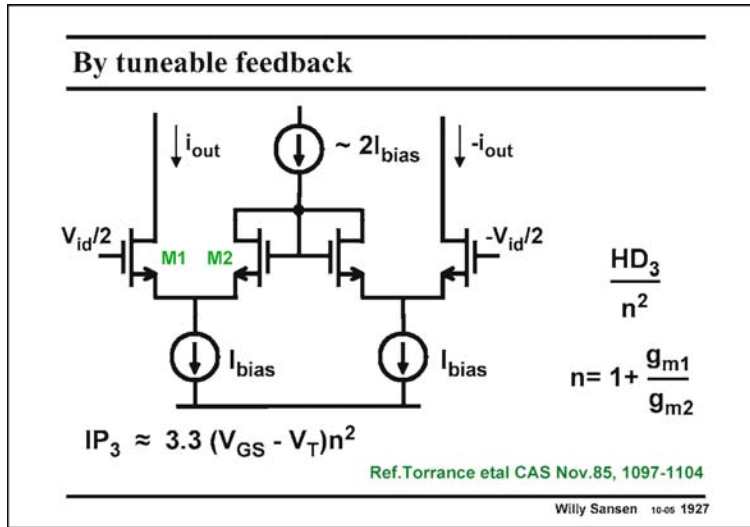 By tuneable feedback
i_out
~ 2I_bias
-i_out
V_id/2
M1
M2
-V_id/2
I_bias
I_bias
HD_3
n^2
n= 1+ g_m1
g_m2
IP_3 ≈ 3.3 (V_GS - V_T)n^2
Ref.Torrance etal CAS Nov.85, 1097-1104
Willy Sansen 10-05 1927